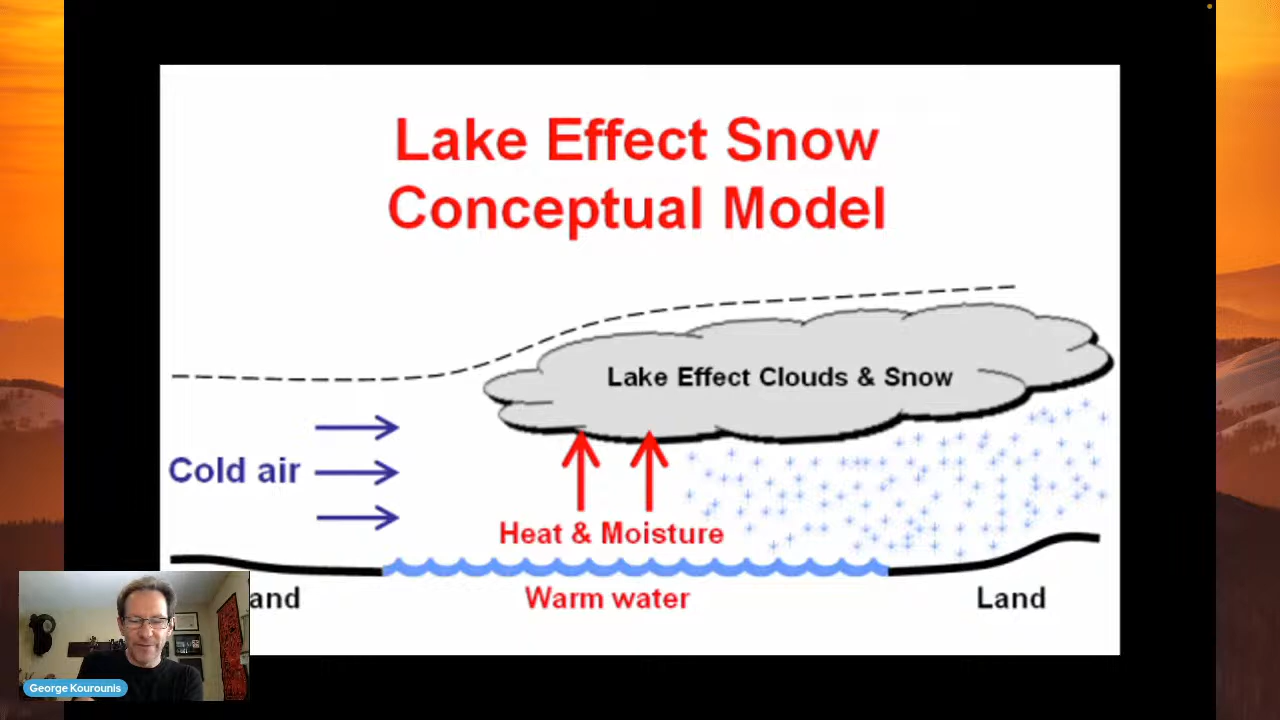 Lake Effect Snow
Conceptual Model
Lake Effect Clouds & Snow
Cold air
Heat & Moisture
and
Warm water
Land
George Kourounis